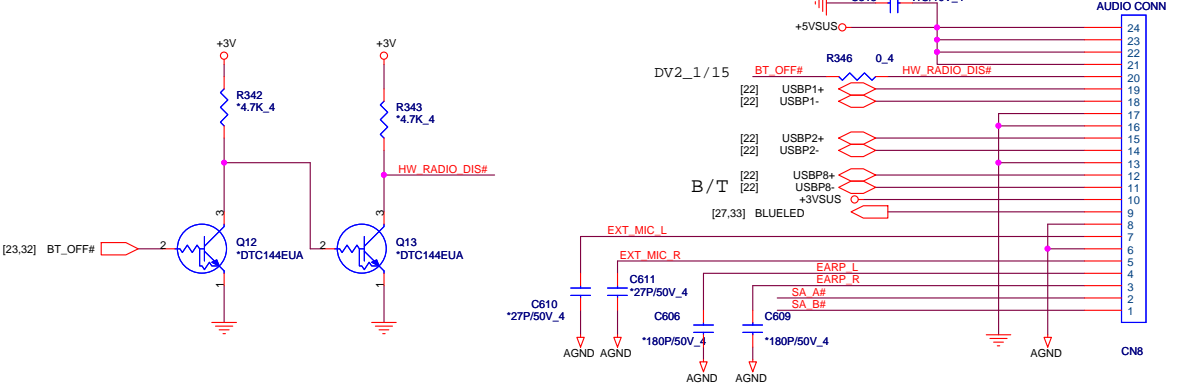 AUDIO CONN
+5VSUS
24
23
22
21
20
19
18
17
16
15
14
13
12
11
10
9
8
7
6
5
4
3
2
1
CN8
DV2_1/15
BT_OFF#
R346
0_4
HW_RADIO_DIS#
[22] USBP1+
[22] USBP1-
[22] USBP2+
[22] USBP2-
B/T
[22] USBP8+
[22] USBP8-
+3VSUS
[27,33] BLUELED
EXT_MIC_L
EXT_MIC_R
EARP_L
EARP_R
SA_A#
SA_B#
C610
*27P/50V_4
C611
*27P/50V_4
C606
*180P/50V_4
C609
*180P/50V_4
AGND
AGND
AGND
AGND
AGND
+3V
R342
*4.7K_4
+3V
R343
*4.7K_4
HW_RADIO_DIS#
[23,32] BT_OFF#
2
3
1
Q12
*DTC144EUA
2
3
1
Q13
*DTC144EUA